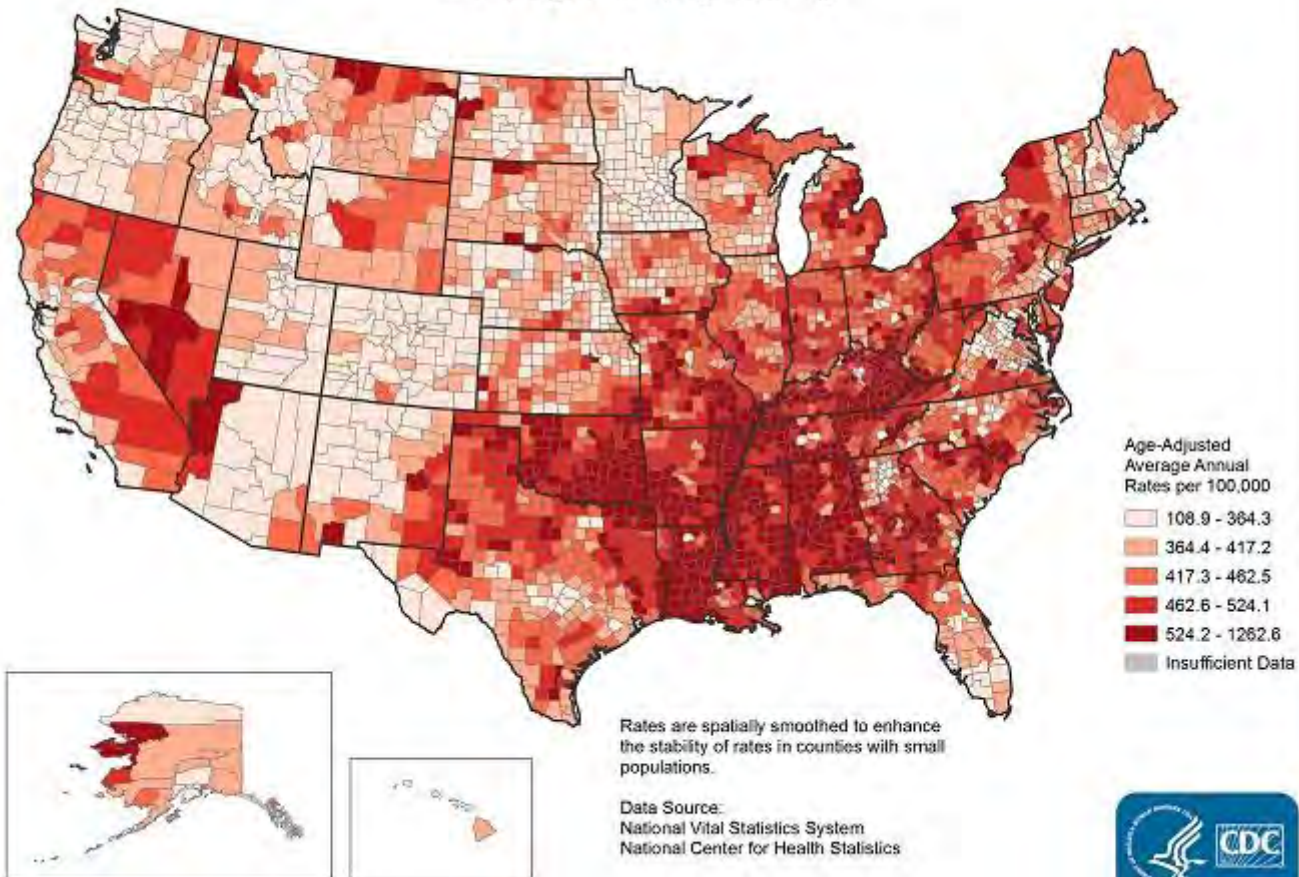 Age-Adjusted
Average Annual
Rates per 100,000
108.9 - 364.3
364.4 - 417.2
417.3 - 462.5
462.6 - 524.1
524.2 - 1262.6
Insufficient Data
Rates are spatially smoothed to enhance
the stability of rates in counties with small
populations.
Data Source:
National Vital Statistics System
National Center for Health Statistics
CDC